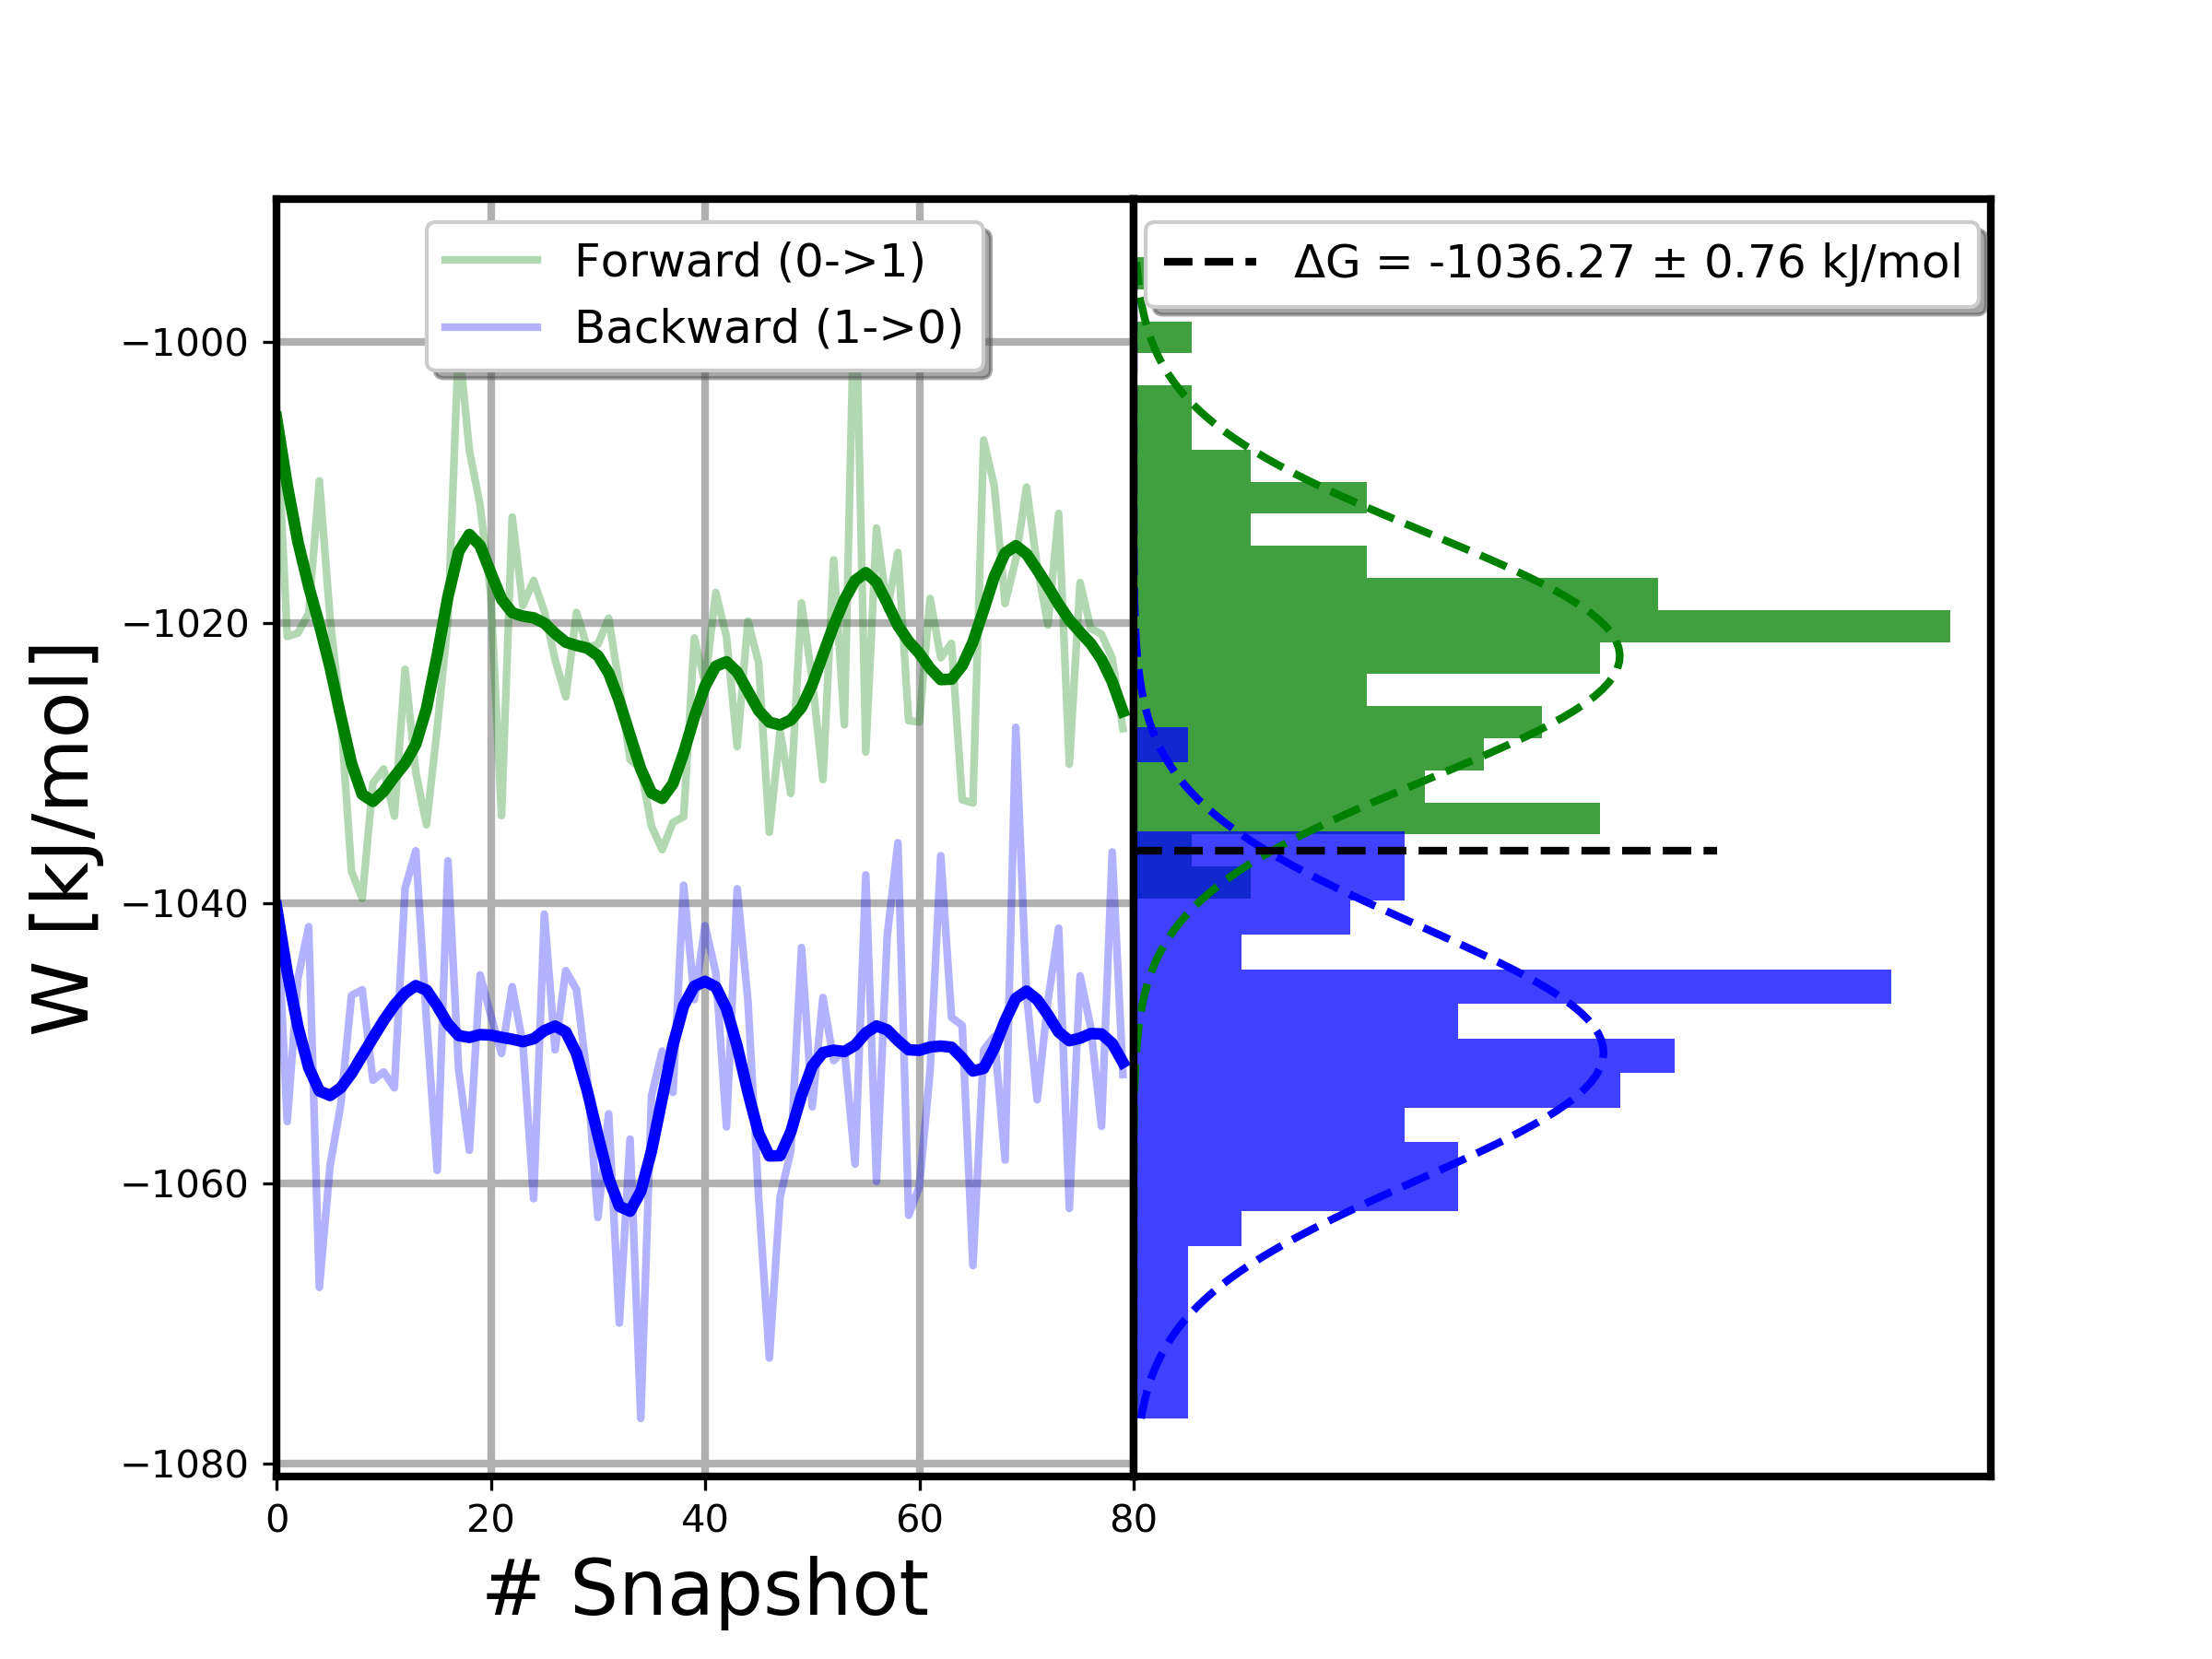 Forward (0->1)
Backward (1->0)
ΔG = -1036.27 ± 0.76 kJ/mol
W [kJ/mol]
−1000
−1020
−1040
−1060
−1080
0 20 40 60 80
# Snapshot